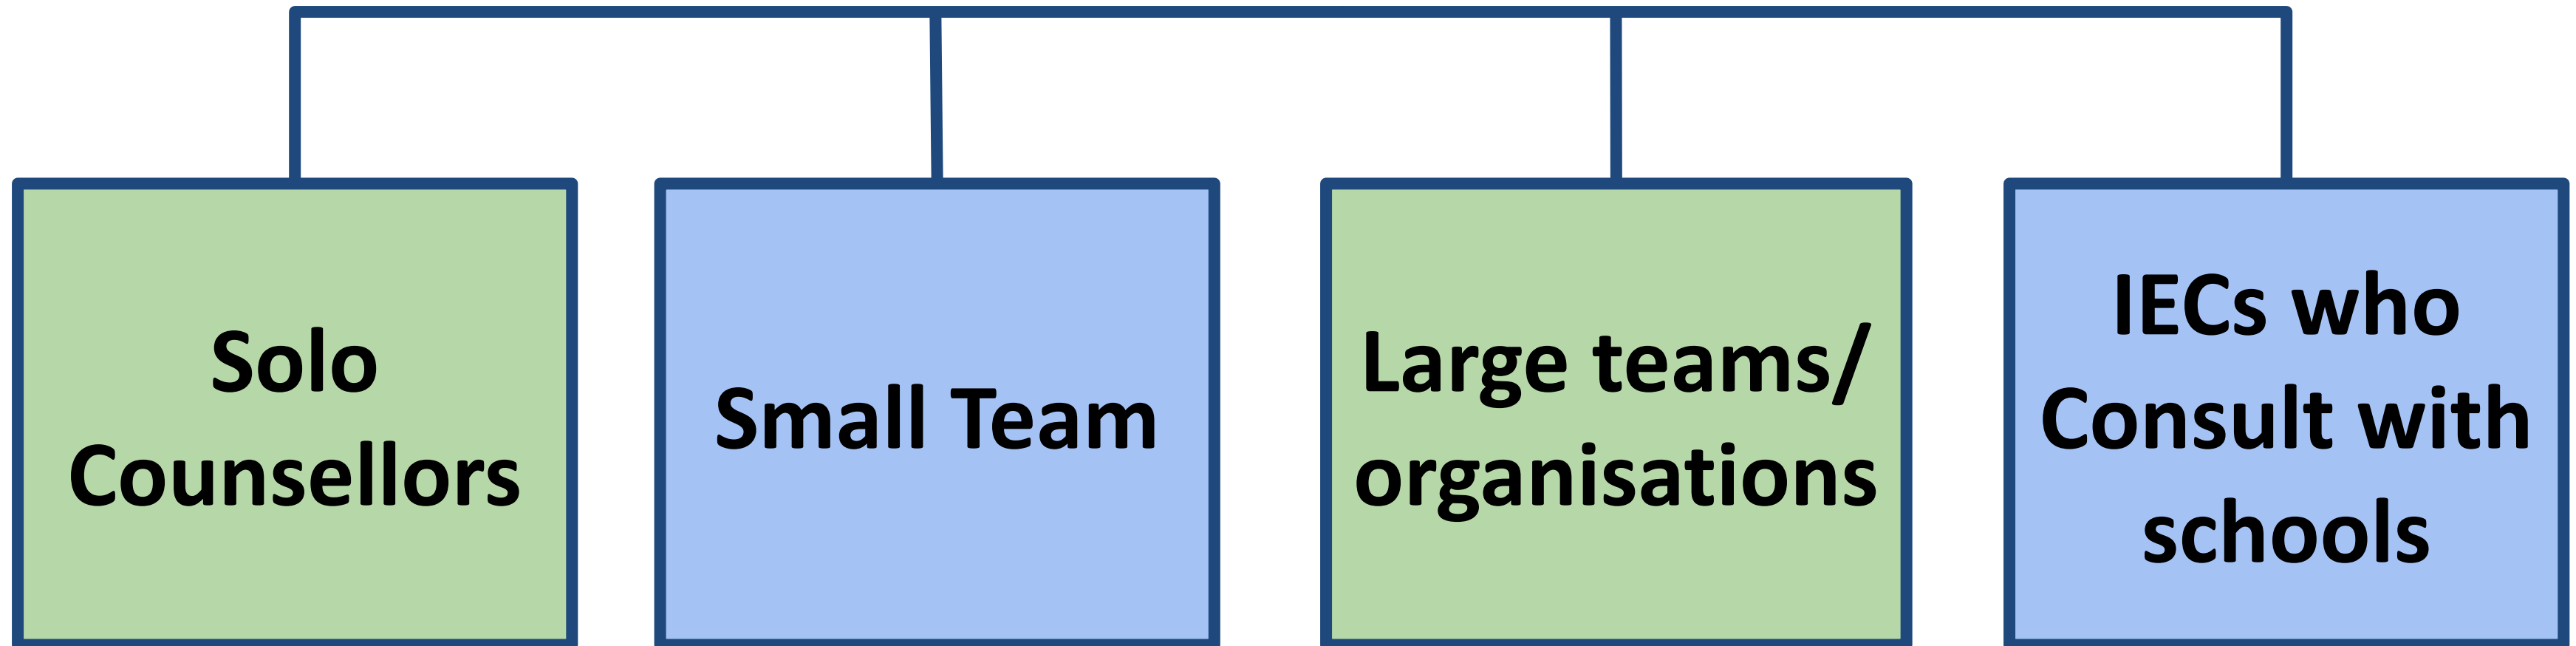 Solo
Counsellors
Small Team
Large teams/
organisations
IECs who
Consult with
schools